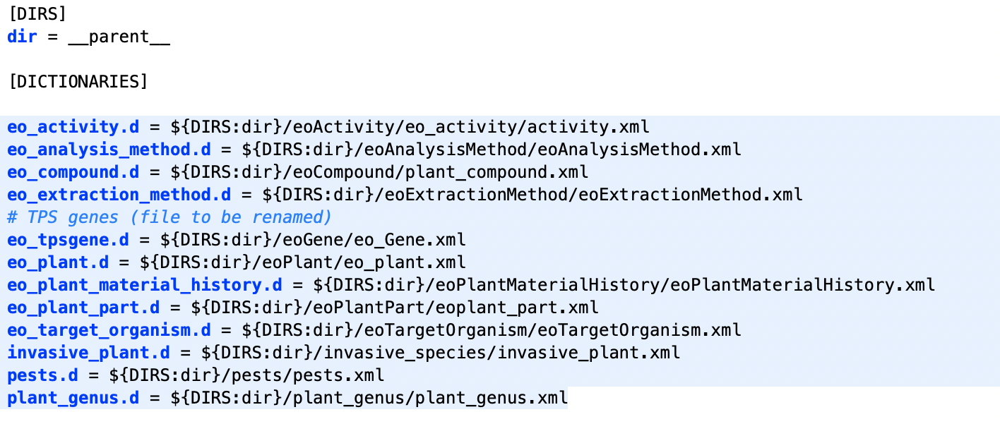 [DIRS]
dir = __parent__
[DICTIONARIES]
eo_activity.d = ${DIRS:dir}/eoActivity/eo_activity/activity.xml
eo_analysis_method.d = ${DIRS:dir}/eoAnalysisMethod/eoAnalysisMethod.xml
eo_compound.d = ${DIRS:dir}/eoCompound/plant_compound.xml
eo_extraction_method.d = ${DIRS:dir}/eoExtractionMethod/eoExtractionMethod.xml
# TPS genes (file to be renamed)
eo_tpsgene.d = ${DIRS:dir}/eoGene/eo_Gene.xml
eo_plant.d = ${DIRS:dir}/eoPlant/eo_plant.xml
eo_plant_material_history.d = ${DIRS:dir}/eoPlantMaterialHistory/eoPlantMaterialHistory.xml
eo_plant_part.d = ${DIRS:dir}/eoPlantPart/eoplant_part.xml
eo_target_organism.d = ${DIRS:dir}/eoTargetOrganism/eoTargetOrganism.xml
invasive_plant.d = ${DIRS:dir}/invasive_species/invasive_plant.xml
pests.d = ${DIRS:dir}/pests/pests.xml
plant_genus.d = ${DIRS:dir}/plant_genus/plant_genus.xml